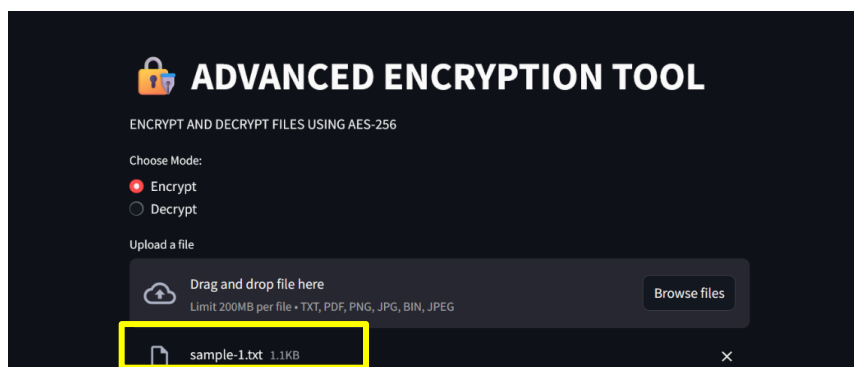 ADVANCED ENCRYPTION TOOL
ENCRYPT AND DECRYPT FILES USING AES-256
Choose Mode:
Encrypt
Decrypt
Upload a file
Drag and drop file here
Limit 200MB per file • TXT, PDF, PNG, JPG, BIN, JPEG
Browse files
sample-1.txt 1.1KB